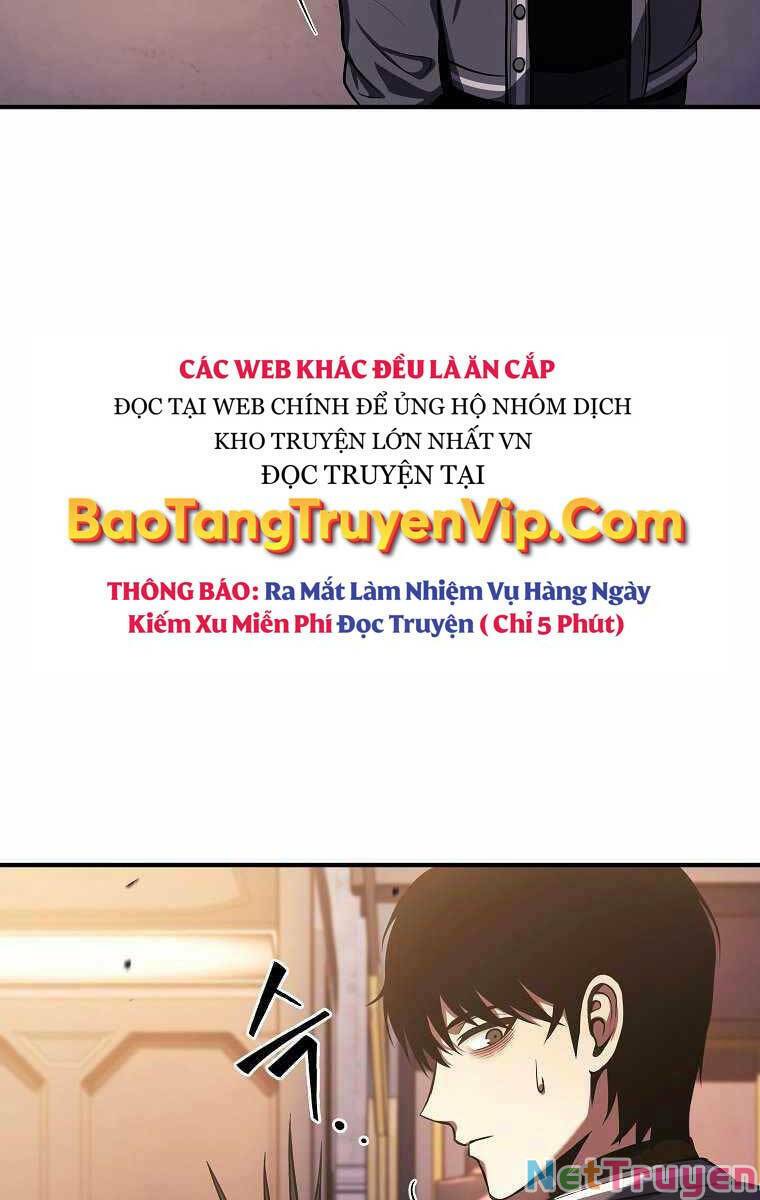 CÁC WEB KHÁC ĐỀU LÀ ĂN CẮP
ĐỌC TẠI WEB CHÍNH ĐỂ ỦNG HỘ NHÓM DỊCH
KHO TRUYỆN LỚN NHẤT VN
ĐỌC TRUYỆN TẠI
BaoTangTruyenVip.Com
THÔNG BÁO: Ra Mắt Làm Nhiệm Vụ Hàng Ngày
Kiếm Xu Miễn Phí Đọc Truyện ( Chỉ 5 Phút)
NetTruyen